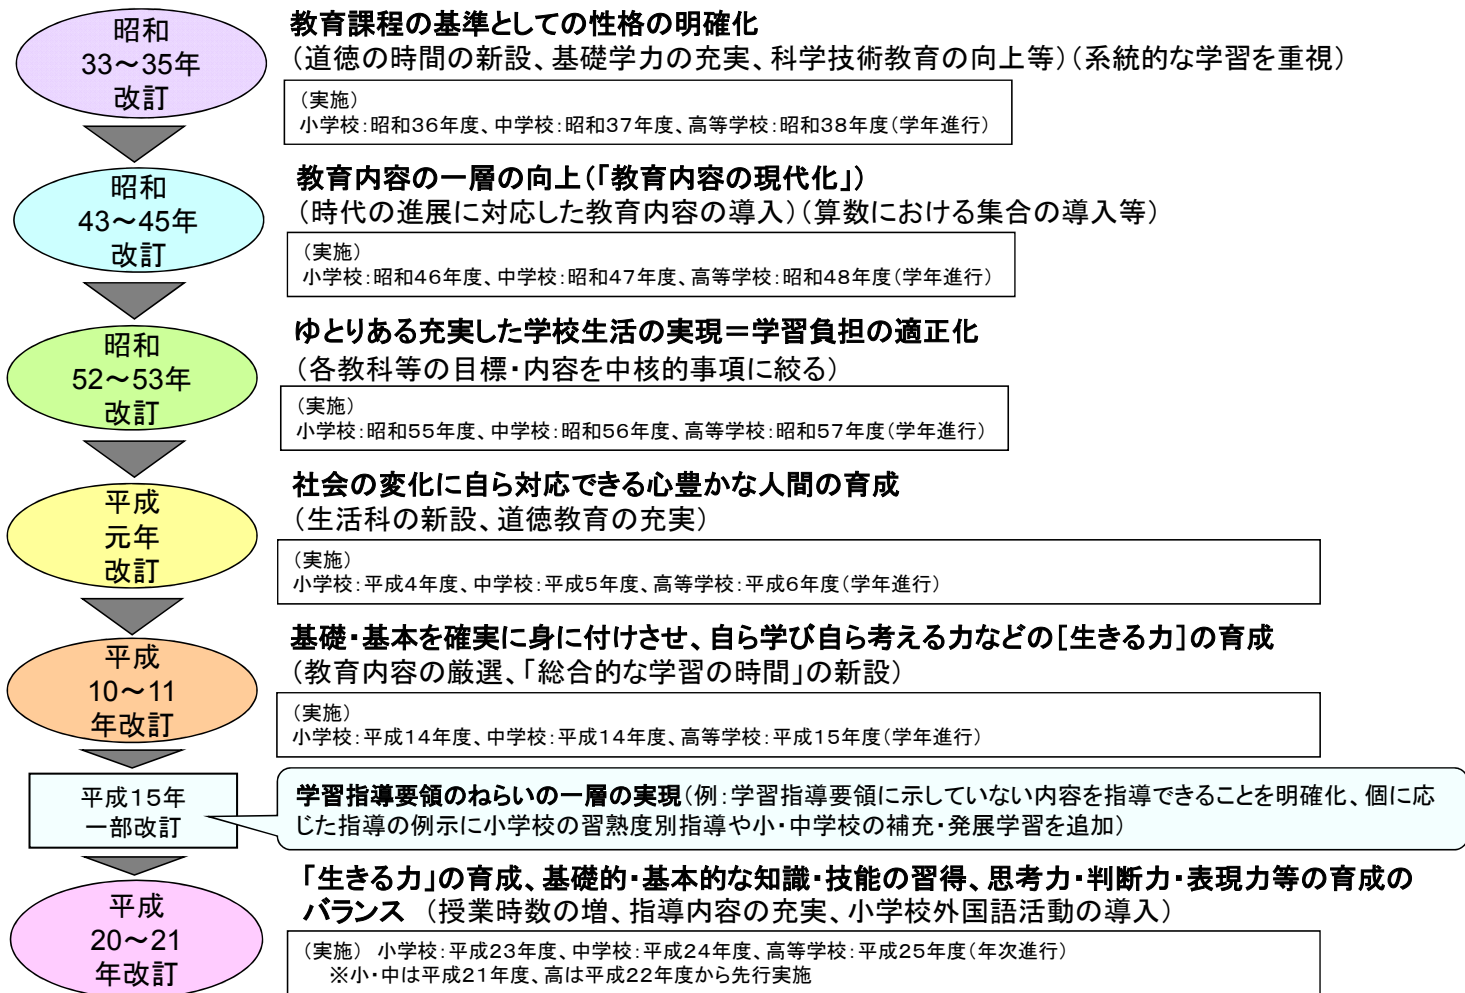 昭和
33～35年
改訂
教育課程の基準としての性格の明確化
（道徳の時間の新設、基礎学力の充実、科学技術教育の向上等）（系統的な学習を重視）
（実施）
小学校：昭和36年度、中学校：昭和37年度、高等学校：昭和38年度（学年進行）
昭和
43～45年
改訂
教育内容の一層の向上（「教育内容の現代化」）
（時代の進展に対応した教育内容の導入）（算数における集合の導入等）
（実施）
小学校：昭和46年度、中学校：昭和47年度、高等学校：昭和48年度（学年進行）
昭和
52～53年
改訂
ゆとりある充実した学校生活の実現＝学習負担の適正化
（各教科等の目標・内容を中核的事項に絞る）
（実施）
小学校：昭和55年度、中学校：昭和56年度、高等学校：昭和57年度（学年進行）
平成
元年
改訂
社会の変化に自ら対応できる心豊かな人間の育成
（生活科の新設、道徳教育の充実）
（実施）
小学校：平成4年度、中学校：平成5年度、高等学校：平成6年度（学年進行）
平成
10～11
年改訂
基礎・基本を確実に身に付けさせ、自ら学び自ら考える力などの［生きる力］の育成
（教育内容の厳選、「総合的な学習の時間」の新設）
（実施）
小学校：平成14年度、中学校：平成14年度、高等学校：平成15年度（学年進行）
平成15年
一部改訂
学習指導要領のねらいの一層の実現（例：学習指導要領に示していない内容を指導できることを明確化、個に応
じた指導の例示に小学校の習熟度別指導や小・中学校の補充・発展学習を追加）
平成
20～21
年改訂
「生きる力」の育成、基礎的・基本的な知識・技能の習得、思考力・判断力・表現力等の育成の
バランス （授業時数の増、指導内容の充実、小学校外国語活動の導入）
（実施） 小学校：平成23年度、中学校：平成24年度、高等学校：平成25年度（年次進行）
※小・中は平成21年度、高は平成22年度から先行実施